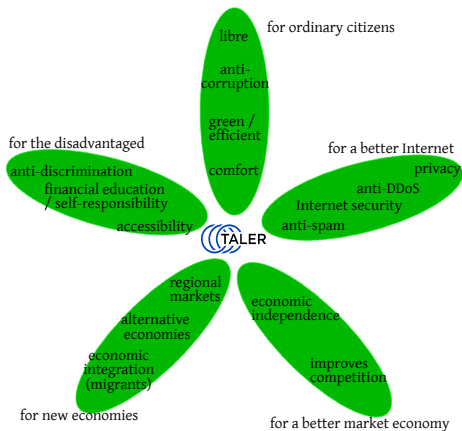 for ordinary citizens
libre
anti-
corruption
green /
efficient
comfort
for the disadvantaged
anti-discrimination
financial education
/ self-responsibility
accessibility
for a better Internet
privacy
anti-DDoS
Internet security
anti-spam
TALER
regional
markets
alternative
economies
economic
integration
(migrants)
for new economies
economic
independence
improves
competition
for a better market economy